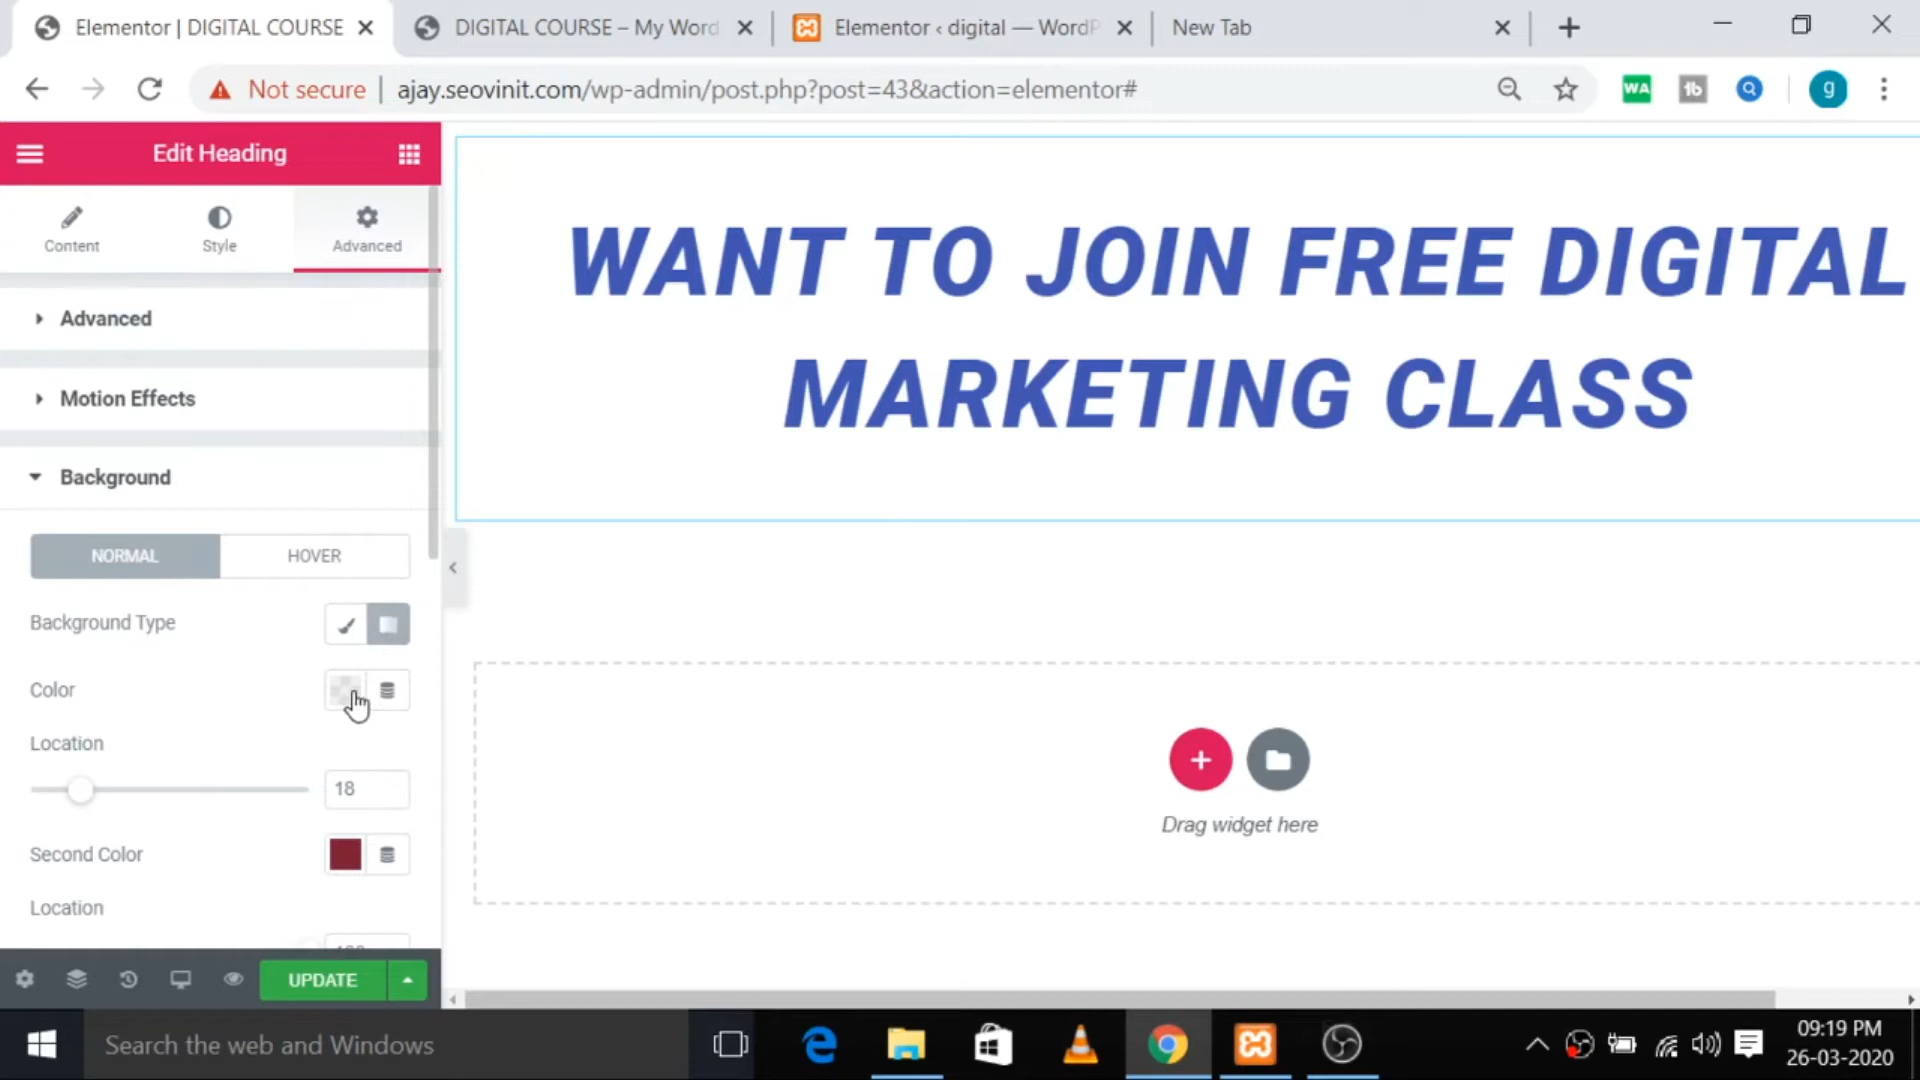 Elementor | DIGITAL COURSE
DIGITAL COURSE – My Word
Elementor ‹ digital — WordP
New Tab
Not secure
ajay.seovinit.com/wp-admin/post.php?post=43&action=elementor#
WA
tb
g
Edit Heading
Content
Style
Advanced
Advanced
Motion Effects
Background
NORMAL
HOVER
Background Type
Color
Location
18
Second Color
Location
UPDATE
WANT TO JOIN FREE DIGITAL
MARKETING CLASS
Drag widget here
Search the web and Windows
09:19 PM
26-03-2020